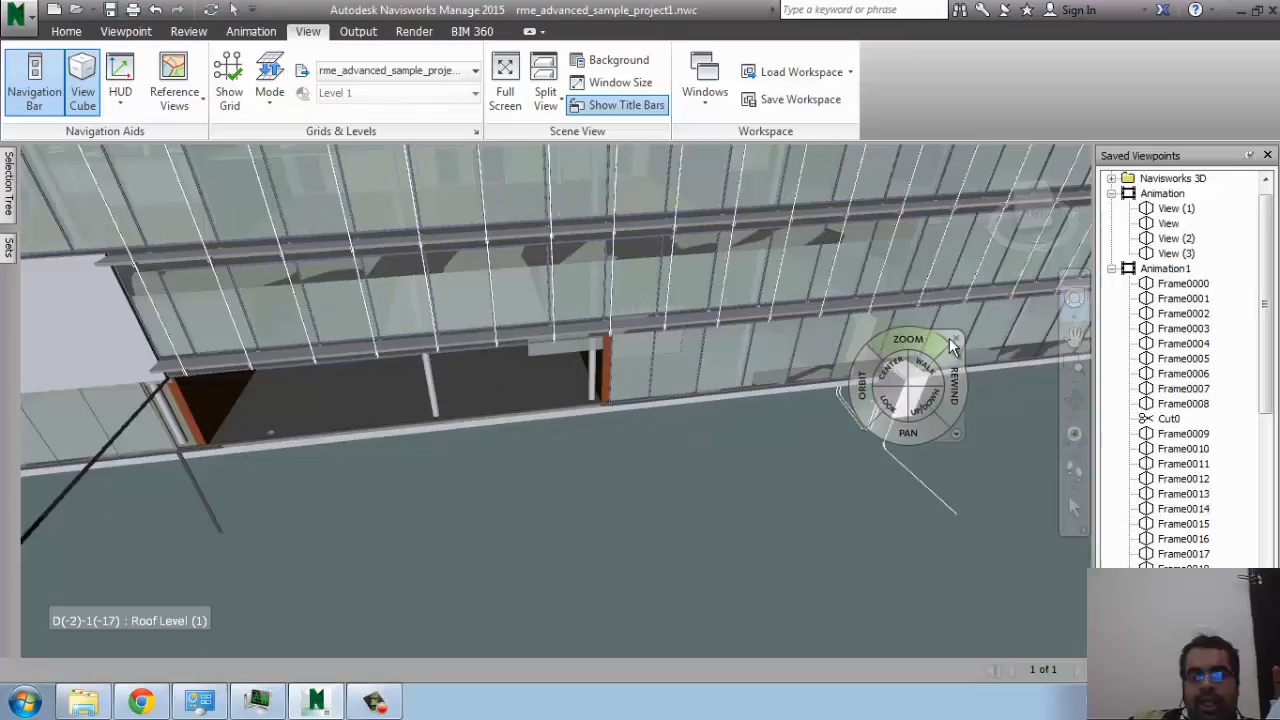 Autodesk Navisworks Manage 2015 rme_advanced_sample_project1.nwc
Type a keyword or phrase
Sign In
Home Viewpoint Review Animation View Output Render BIM 360
Navigation Bar
View Cube
HUD
Reference Views
Show Grid
Mode
rme_advanced_sample_proje...
Level 1
Full Screen
Split View
Background
Window Size
Show Title Bars
Windows
Load Workspace
Save Workspace
Navigation Aids
Grids & Levels
Scene View
Workspace
Selection Tree
Sets
Saved Viewpoints
Navisworks 3D
Animation
View (1)
View
View (2)
View (3)
Animation1
Frame0000
Frame0001
Frame0002
Frame0003
Frame0004
Frame0005
Frame0006
Frame0007
Frame0008
Cut0
Frame0009
Frame0010
Frame0011
Frame0012
Frame0013
Frame0014
Frame0015
Frame0016
Frame0017
ZOOM
CENTER
WALK
ORBIT
REWIND
LOOK
UP/DOWN
PAN
D(-2)-1(-17) : Roof Level (1)
1 of 1